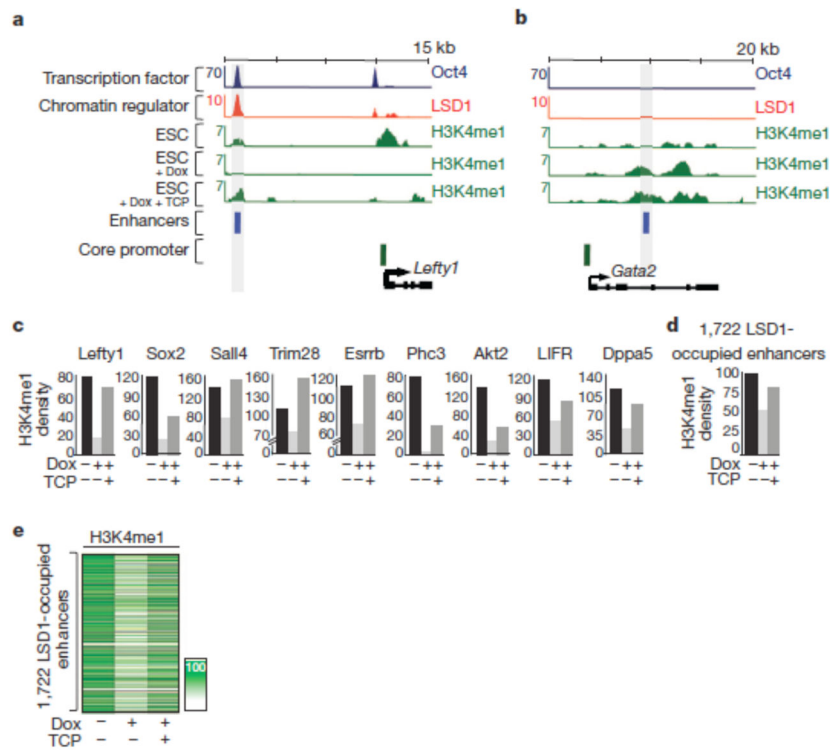 a
15 kb
Transcription factor
70
Oct4
Chromatin regulator
10
LSD1
ESC
7
H3K4me1
ESC
+ Dox
7
H3K4me1
ESC
+ Dox + TCP
7
H3K4me1
Enhancers
Core promoter
Lefty1
b
20 kb
70
Oct4
10
LSD1
7
H3K4me1
7
H3K4me1
7
H3K4me1
Gata2
c
H3K4me1
density
Lefty1
80
60
40
20
0
Sox2
120
90
60
30
0
Sall4
160
120
80
40
0
Trim28
160
130
100
70
0
Esrrb
120
100
80
60
0
Phc3
80
60
40
20
0
Akt2
160
120
80
40
0
LIFR
120
90
60
30
0
Dppa5
140
105
70
35
0
Dox − + + − + + − + + − + + − + + − + + − + + − + + − + +
TCP − − + − − + − − + − − + − − + − − + − − + − − + − − +
d
1,722 LSD1-
occupied enhancers
H3K4me1
density
100
75
50
25
0
Dox − + +
TCP − − +
e
H3K4me1
1,722 LSD1-occupied
enhancers
100
Dox − + +
TCP − − +